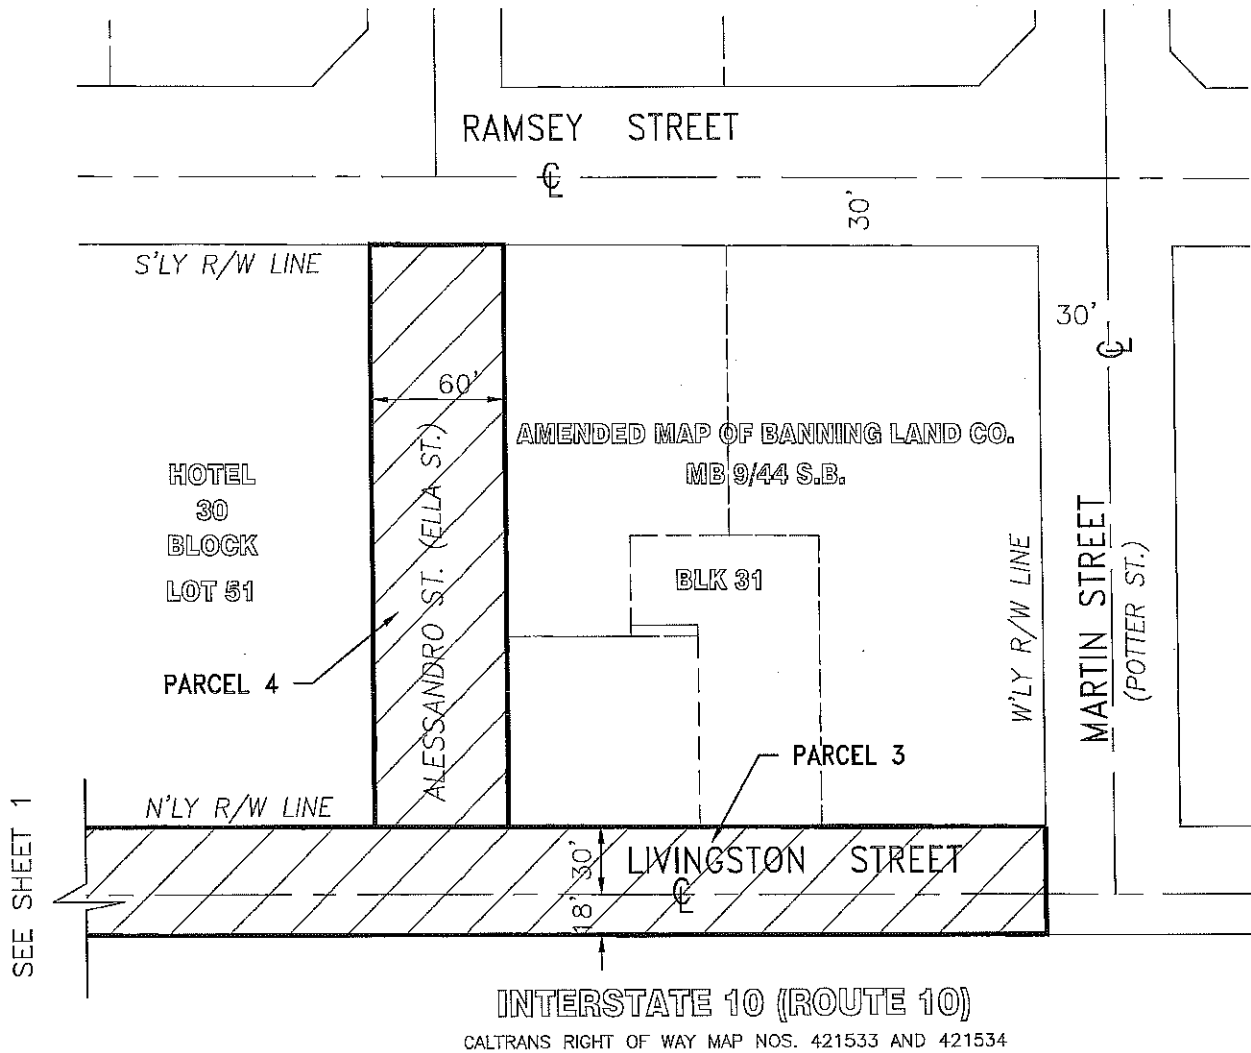 RAMSEY STREET
℄
30'
S'LY R/W LINE
30'
℄
60'
AMENDED MAP OF BANNING LAND CO.
MB 9/44 S.B.
HOTEL
30
BLOCK
LOT 51
ALESSANDRO ST. (ELLA ST.)
BLK 31
W'LY R/W LINE
MARTIN STREET
(POTTER ST.)
PARCEL 4
PARCEL 3
N'LY R/W LINE
SEE SHEET 1
30'
LIVINGSTON STREET
℄
18'
INTERSTATE 10 (ROUTE 10)
CALTRANS RIGHT OF WAY MAP NOS. 421533 AND 421534